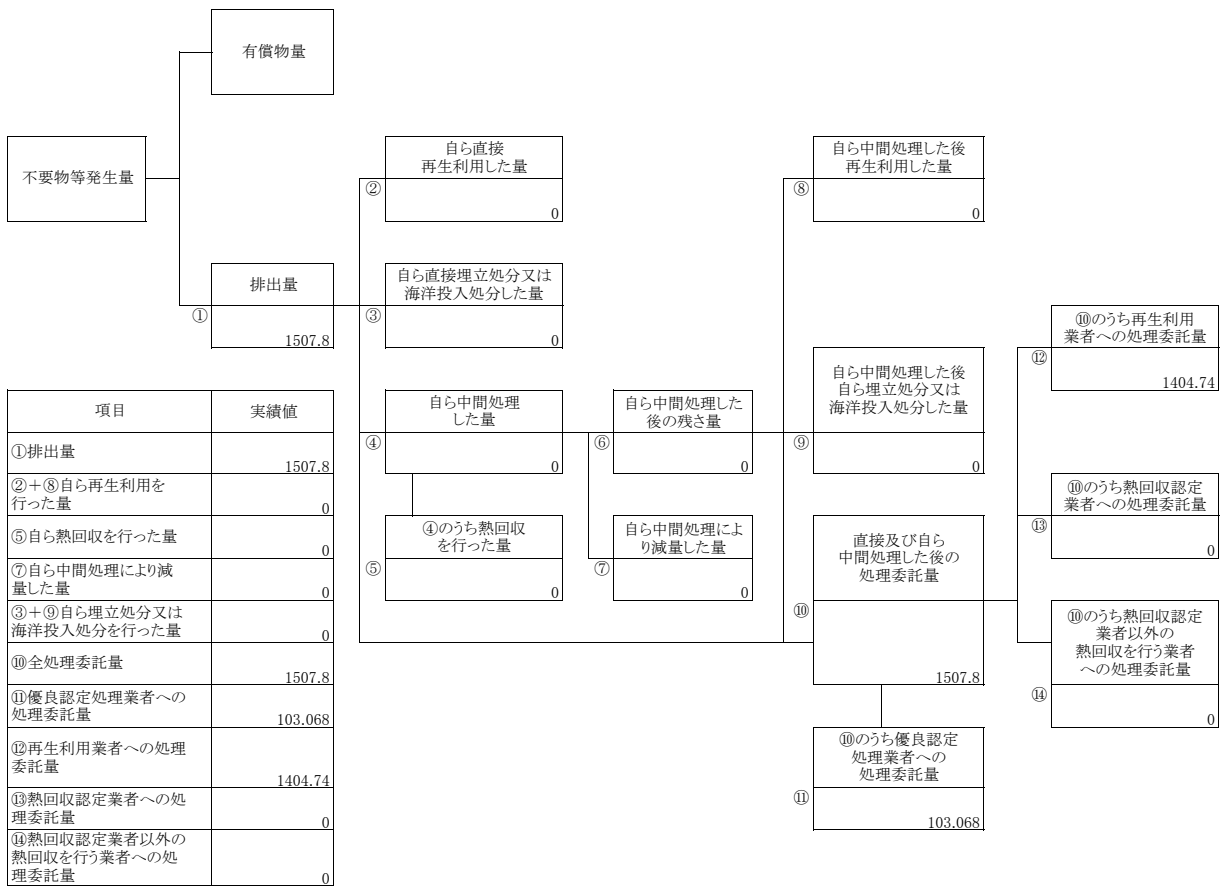 有償物量
不要物等発生量
自ら直接
再生利用した量
②
0
自ら中間処理した後
再生利用した量
⑧
0
排出量
①
1507.8
自ら直接埋立処分又は
海洋投入処分した量
③
0
⑩のうち再生利用
業者への処理委託量
⑫
1404.74
自ら中間処理
した量
④
0
自ら中間処理した
後の残さ量
⑥
0
自ら中間処理した後
自ら埋立処分又は
海洋投入処分した量
⑨
0
⑩のうち熱回収認定
業者への処理委託量
⑬
0
④のうち熱回収
を行った量
⑤
0
自ら中間処理によ
り減量した量
⑦
0
直接及び自ら
中間処理した後の
処理委託量
⑩
1507.8
⑩のうち熱回収認定
業者以外の
熱回収を行う業者
への処理委託量
⑭
0
⑩のうち優良認定
処理業者への
処理委託量
⑪
103.068
項目 実績値
①排出量
1507.8
②+⑧自ら再生利用を
行った量
0
⑤自ら熱回収を行った量
0
⑦自ら中間処理により減
量した量
0
③+⑨自ら埋立処分又は
海洋投入処分を行った量
0
⑩全処理委託量
1507.8
⑪優良認定処理業者への
処理委託量
103.068
⑫再生利用業者への処理
委託量
1404.74
⑬熱回収認定業者への処
理委託量
0
⑭熱回収認定業者以外の
熱回収を行う業者への処
理委託量
0